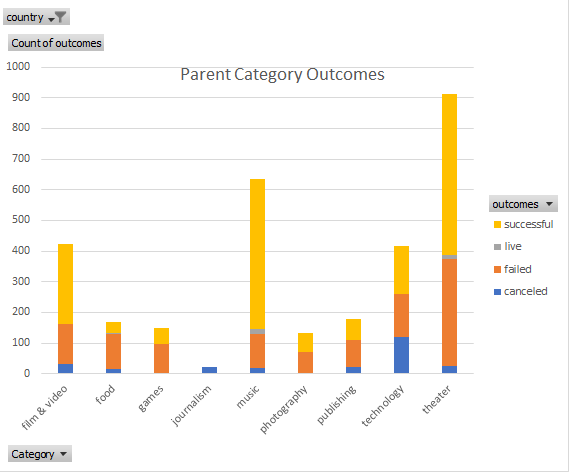 country
Count of outcomes
Parent Category Outcomes
1000
900
800
700
600
500
400
300
200
100
0
film & video
food
games
journalism
music
photography
publishing
technology
theater
outcomes
successful
live
failed
canceled
Category